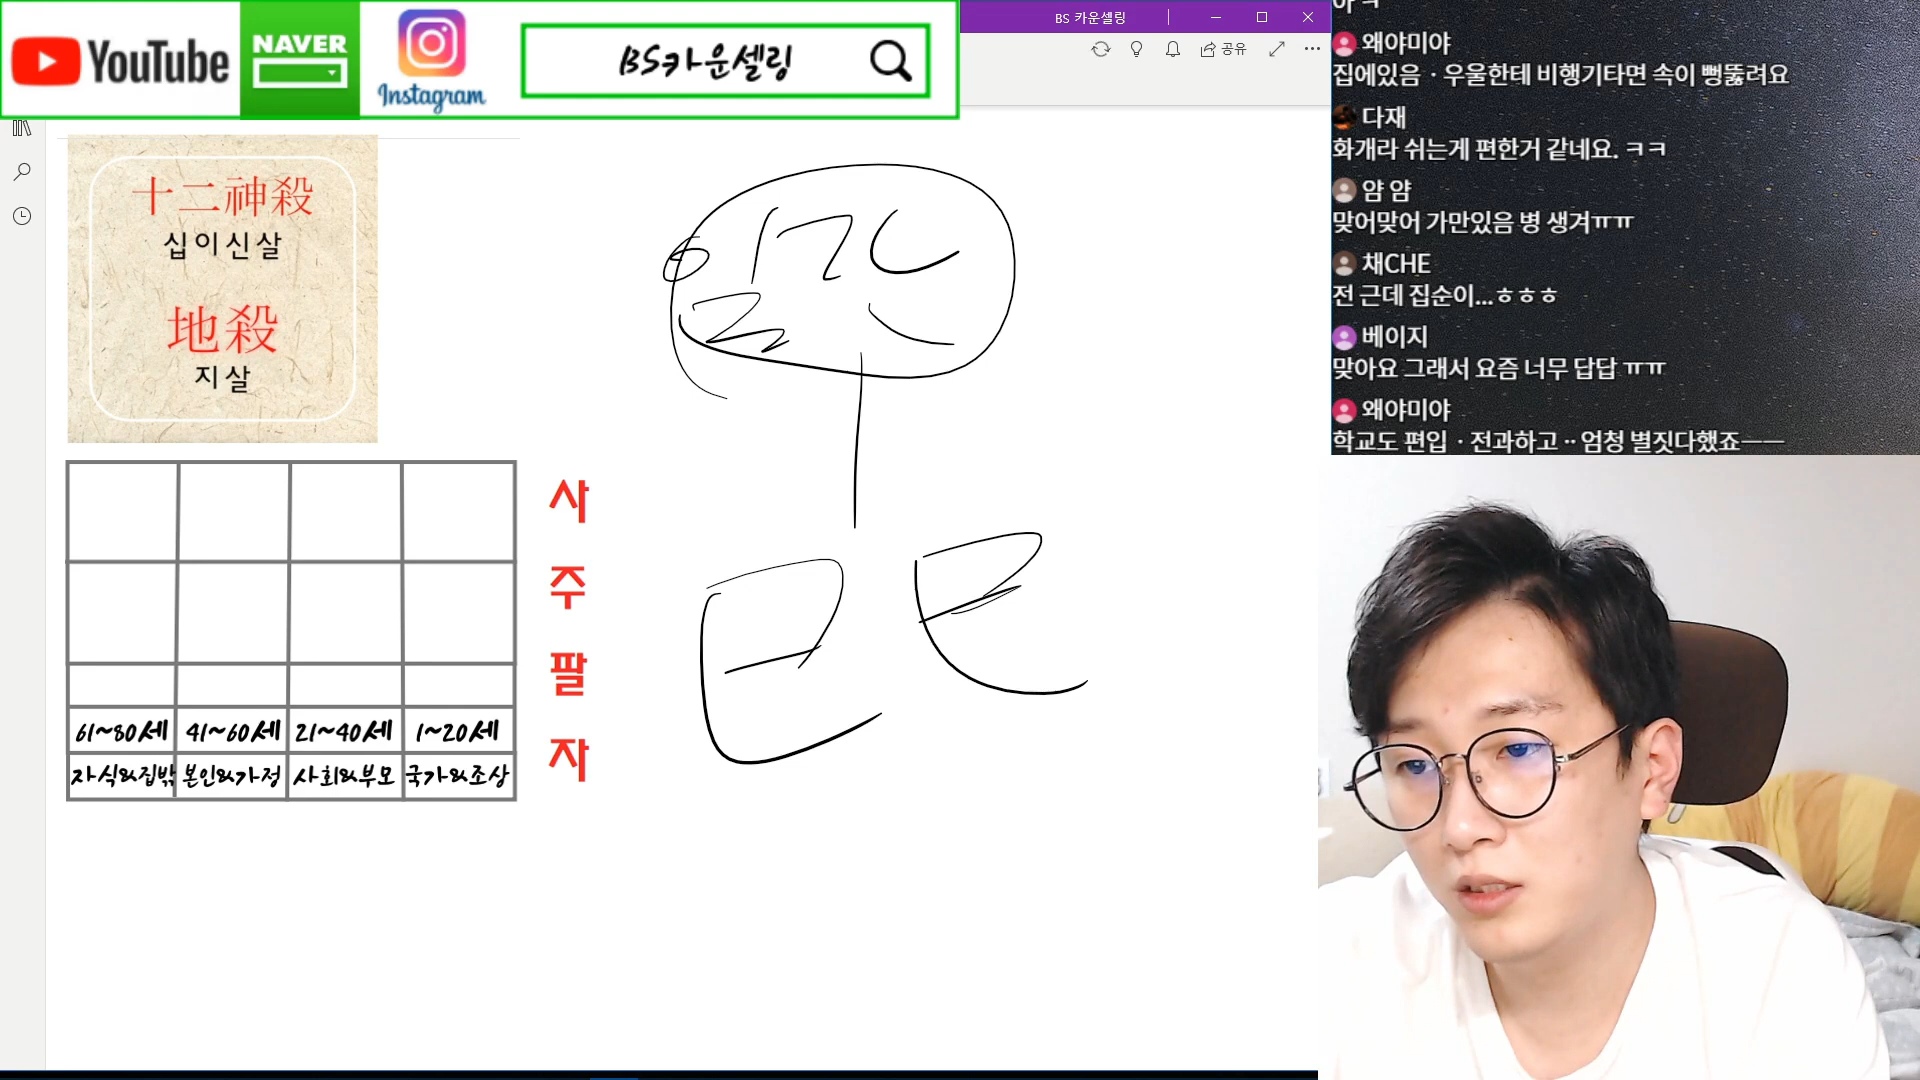 YouTube
NAVER
Instagram
BS카운셀링
BS 카운셀링
공유
十二神殺
십이신살
地殺
지살
사
주
팔
자
61~80세 41~60세 21~40세 1~20세
자식&집밖 본인&가정 사회&부모 국가&조상
왜야미야
집에있음ㆍ우울한테 비행기타면 속이 뻥뚫려요
다재
화개라 쉬는게 편한거 같네요. ㅋㅋ
얌 얌
맞어맞어 가만있음 병 생겨ㅠㅠ
채CHE
전 근데 집순이...ㅎㅎㅎ
베이지
맞아요 그래서 요즘 너무 답답 ㅠㅠ
왜야미야
학교도 편입ㆍ전과하고ㆍㆍ엄청 별짓다했죠ㅡㅡ